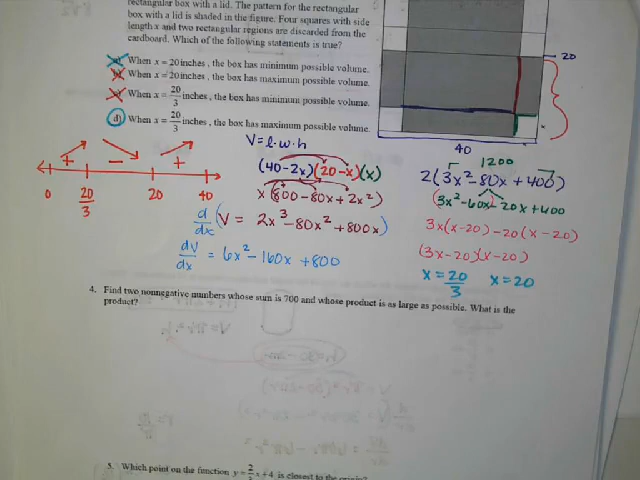 rectangular box with a lid. The pattern for the rectangular
box with a lid is shaded in the figure. Four squares with side
length x and two rectangular regions are discarded from the
cardboard. Which of the following statements is true?
a) When x = 20 inches, the box has minimum possible volume.
b) When x = 20 inches, the box has maximum possible volume.
c) When x = 20/3 inches, the box has minimum possible volume.
d) When x = 20/3 inches, the box has maximum possible volume.
20
40
+ − +
0 20/3 20 40
V = l·w·h
(40-2x)(20-x)(x)
x(800-80x+2x²)
d/dx (V = 2x³-80x²+800x)
dV/dx = 6x²-160x+800
1200
2(3x²-80x+400)
(3x²-60x)-20x+400
3x(x-20)-20(x-20)
(3x-20)(x-20)
x = 20/3 x = 20
4. Find two nonnegative numbers whose sum is 700 and whose product is as large as possible. What is the
product?
5. Which point on the function y = x + 4 is closest to the origin?